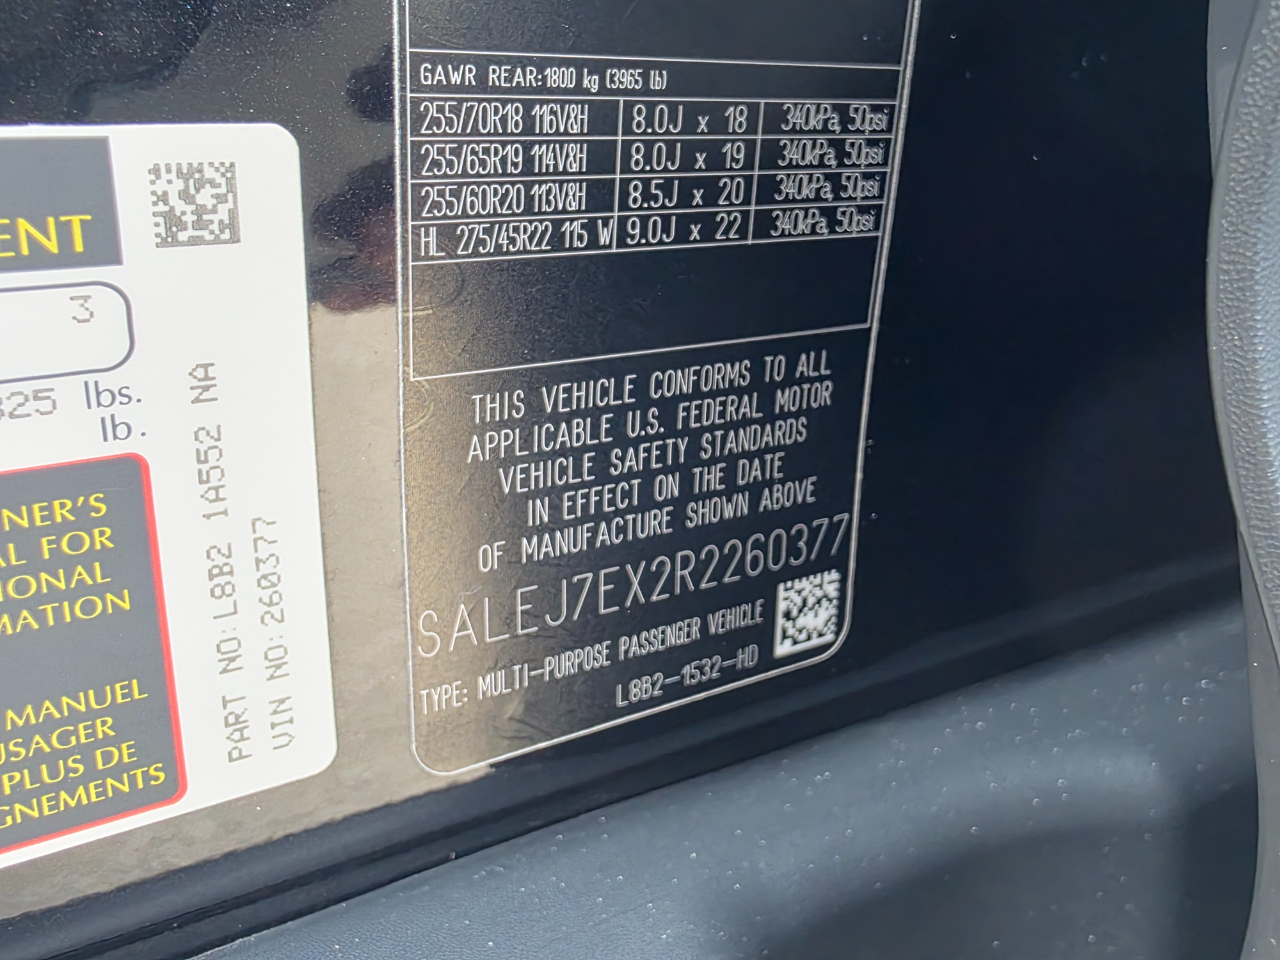 ENT
3
325 lbs.
lb.
NER'S
AL FOR
IONAL
MATION
MANUEL
USAGER
PLUS DE
GNEMENTS
PART NO:L8B2 1A552 NA
VIN NO:260377
GAWR REAR:1800 kg (3965 lb)
255/70R18 116V&H 8.0J x 18 340kPa, 50psi
255/65R19 114V&H 8.0J x 19 340kPa, 50psi
255/60R20 113V&H 8.5J x 20 340kPa, 50psi
HL 275/45R22 115 W 9.0J x 22 340kPa, 50psi
THIS VEHICLE CONFORMS TO ALL
APPLICABLE U.S. FEDERAL MOTOR
VEHICLE SAFETY STANDARDS
IN EFFECT ON THE DATE
OF MANUFACTURE SHOWN ABOVE
SALEJ7EX2R2260377
TYPE: MULTI-PURPOSE PASSENGER VEHICLE
L8B2-1532-HD